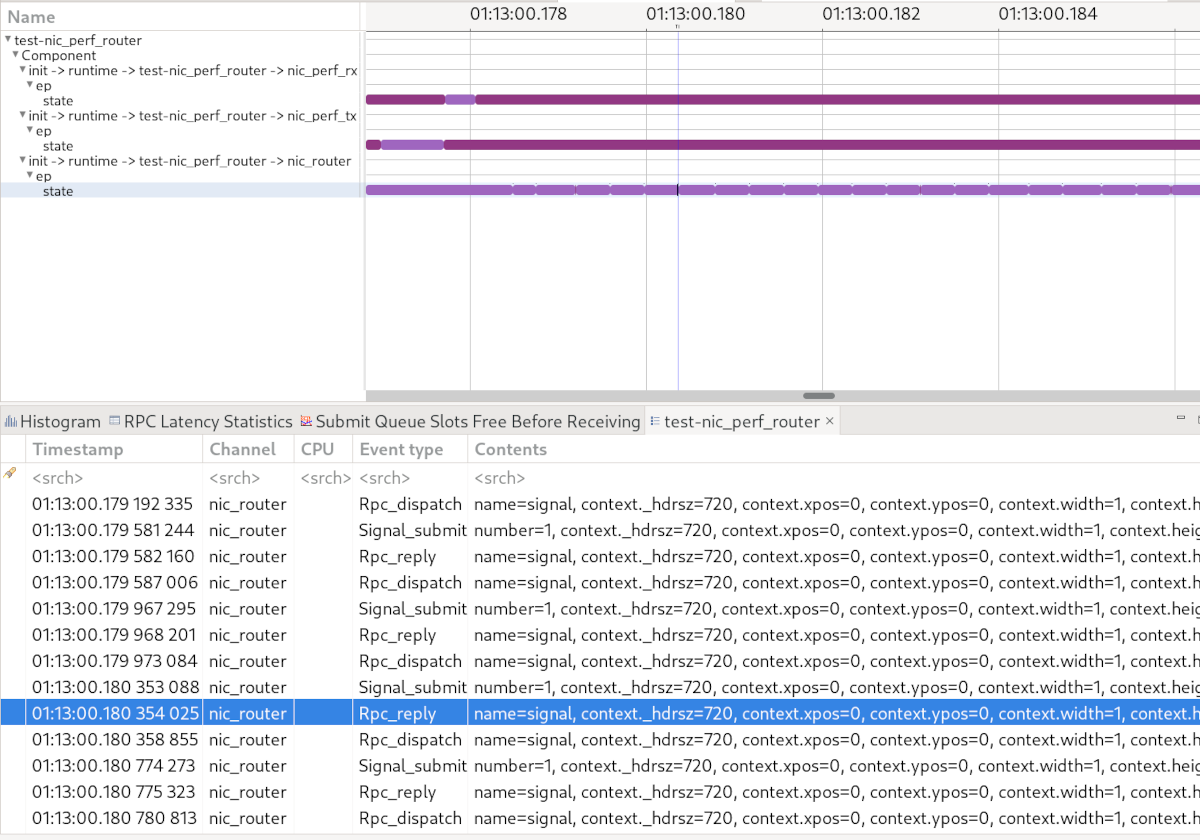 Name 01:13:00.178 01:13:00.180 01:13:00.182 01:13:00.184
test-nic_perf_router
Component
init -> runtime -> test-nic_perf_router -> nic_perf_rx
ep
state
init -> runtime -> test-nic_perf_router -> nic_perf_tx
ep
state
init -> runtime -> test-nic_perf_router -> nic_router
ep
state
Histogram RPC Latency Statistics Submit Queue Slots Free Before Receiving test-nic_perf_router
Timestamp Channel CPU Event type Contents
<srch> <srch> <srch> <srch> <srch>
01:13:00.179 192 335 nic_router Rpc_dispatch name=signal, context._hdrsz=720, context.xpos=0, context.ypos=0, context.width=1, context.h
01:13:00.179 581 244 nic_router Signal_submit number=1, context._hdrsz=720, context.xpos=0, context.ypos=0, context.width=1, context.heig
01:13:00.179 582 160 nic_router Rpc_reply name=signal, context._hdrsz=720, context.xpos=0, context.ypos=0, context.width=1, context.h
01:13:00.179 587 006 nic_router Rpc_dispatch name=signal, context._hdrsz=720, context.xpos=0, context.ypos=0, context.width=1, context.h
01:13:00.179 967 295 nic_router Signal_submit number=1, context._hdrsz=720, context.xpos=0, context.ypos=0, context.width=1, context.heig
01:13:00.179 968 201 nic_router Rpc_reply name=signal, context._hdrsz=720, context.xpos=0, context.ypos=0, context.width=1, context.h
01:13:00.179 973 084 nic_router Rpc_dispatch name=signal, context._hdrsz=720, context.xpos=0, context.ypos=0, context.width=1, context.h
01:13:00.180 353 088 nic_router Signal_submit number=1, context._hdrsz=720, context.xpos=0, context.ypos=0, context.width=1, context.heig
01:13:00.180 354 025 nic_router Rpc_reply name=signal, context._hdrsz=720, context.xpos=0, context.ypos=0, context.width=1, context.h
01:13:00.180 358 855 nic_router Rpc_dispatch name=signal, context._hdrsz=720, context.xpos=0, context.ypos=0, context.width=1, context.h
01:13:00.180 774 273 nic_router Signal_submit number=1, context._hdrsz=720, context.xpos=0, context.ypos=0, context.width=1, context.heig
01:13:00.180 775 323 nic_router Rpc_reply name=signal, context._hdrsz=720, context.xpos=0, context.ypos=0, context.width=1, context.h
01:13:00.180 780 813 nic_router Rpc_dispatch name=signal, context._hdrsz=720, context.xpos=0, context.ypos=0, context.width=1, context.h